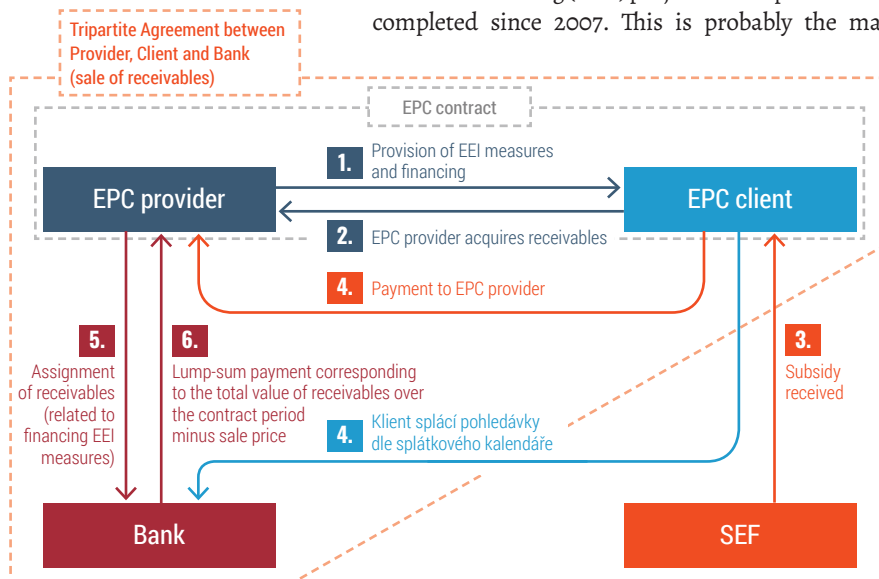 completed since 2007. This is probably the ma
Tripartite Agreement between
Provider, Client and Bank
(sale of receivables)
EPC contract
EPC provider
1.
Provision of EEI measures
and financing
EPC client
2.
EPC provider acquires receivables
4.
Payment to EPC provider
5.
Assignment
of receivables
(related to
financing EEI
measures)
6.
Lump-sum payment corresponding
to the total value of receivables over
the contract period
minus sale price
3.
Subsidy
received
4.
Klient splácí pohledávky
dle splátkového kalendáře
Bank
SEF